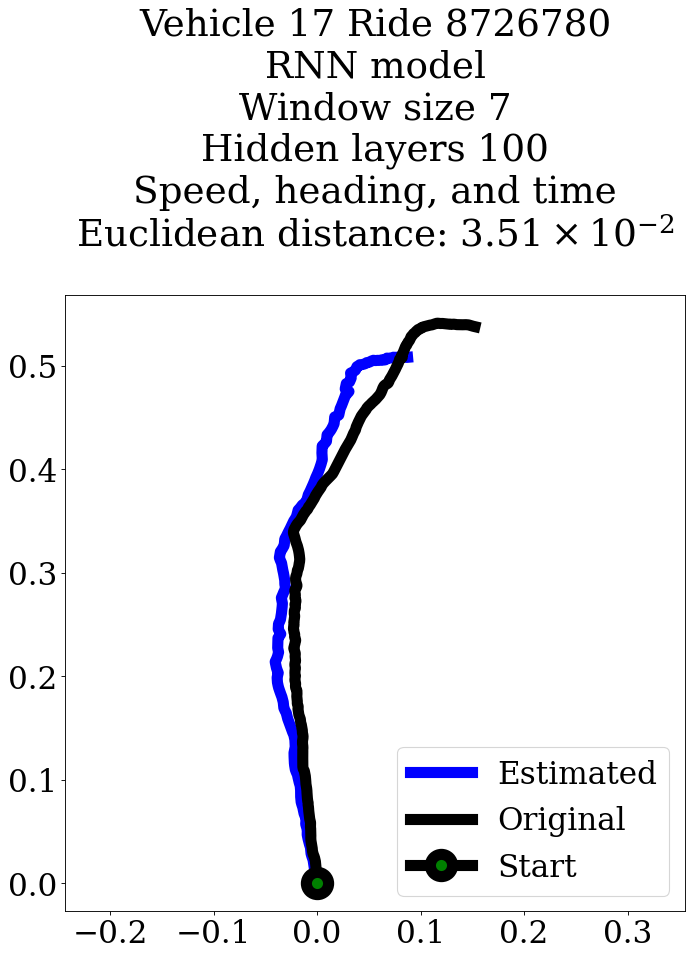 Vehicle 17 Ride 8726780
RNN model
Window size 7
Hidden layers 100
Speed, heading, and time
Euclidean distance: 3.51 × 10⁻²
0.5
0.4
0.3
0.2
0.1
0.0
Estimated
Original
Start
−0.2 −0.1 0.0 0.1 0.2 0.3